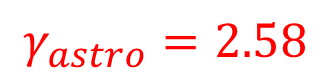 γ_astro = 2.58